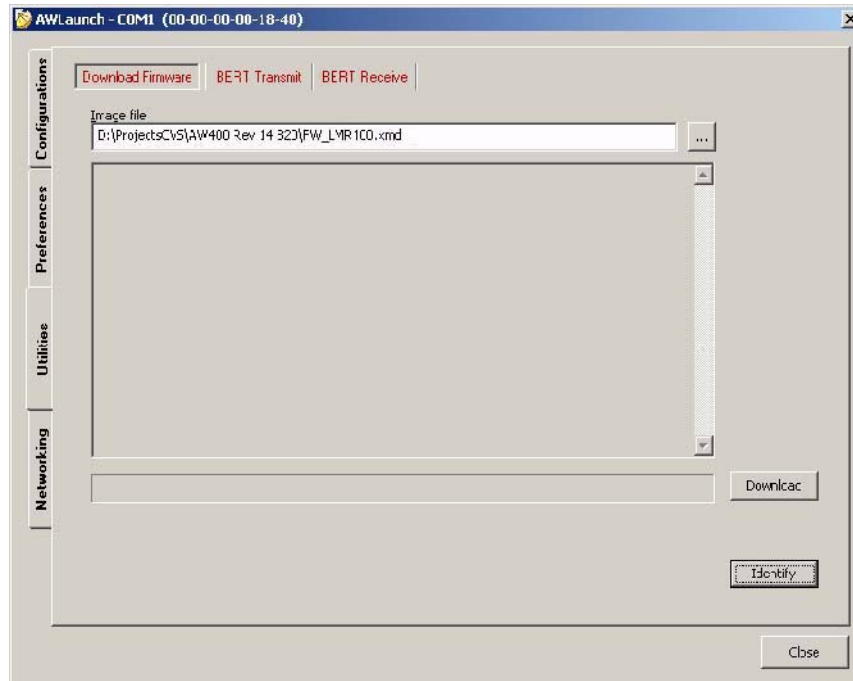 AWLaunch - COM1 (00-00-00-00-18-40)
Configurations
Preferences
Utilities
Networking
Download Firmware
BERT Transmit
BERT Receive
Image file
D:\ProjectsCVS\AW400 Rev 14 320\FW_LMR100.xmd
...
Download
Identify
Close